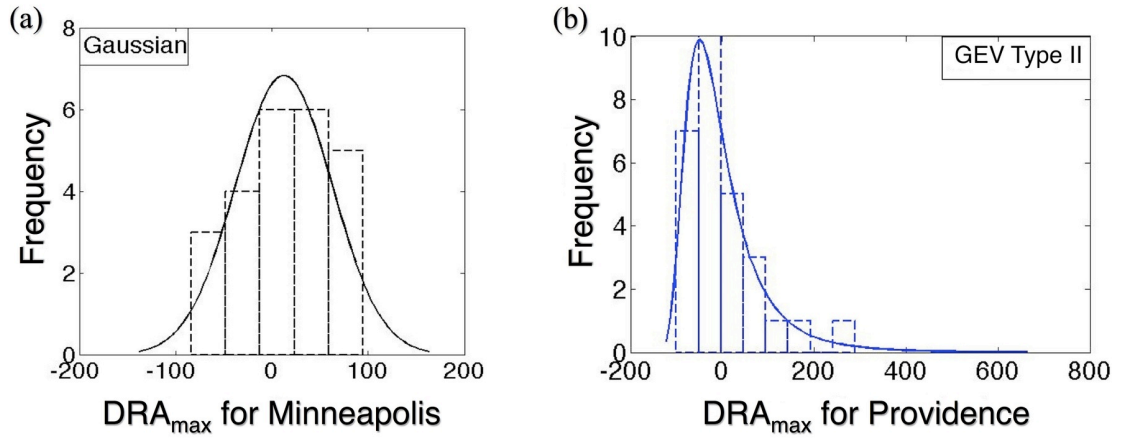 (a)
Gaussian
8
6
4
2
0
Frequency
-200 -100 0 100 200
DRAmax for Minneapolis
(b)
GEV Type II
10
8
6
4
2
0
Frequency
-200 0 200 400 600 800
DRAmax for Providence